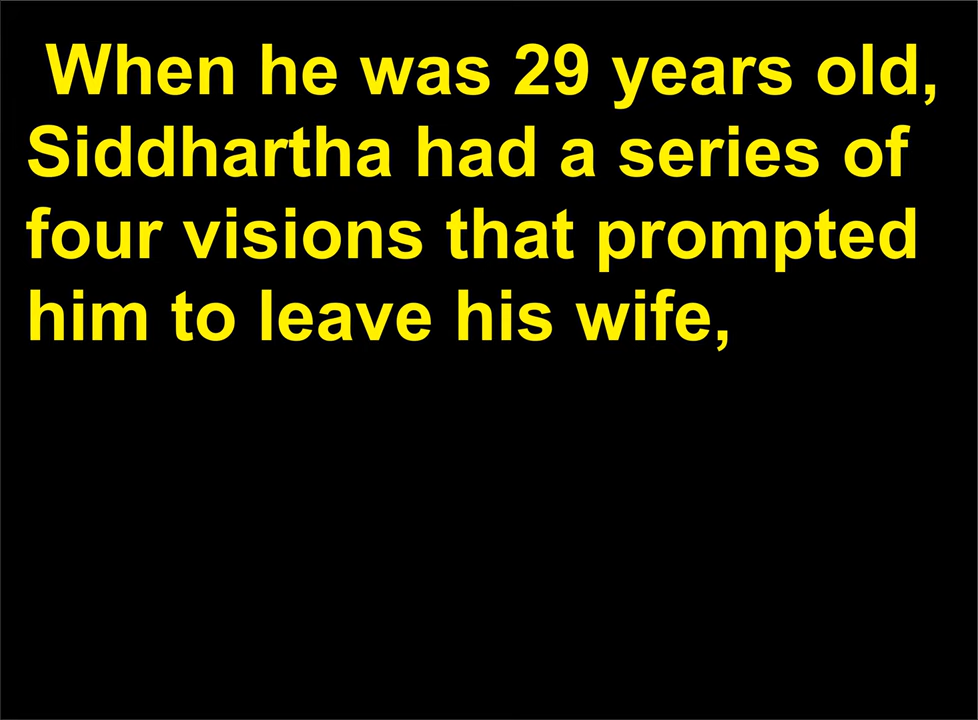 When he was 29 years old,
Siddhartha had a series of
four visions that prompted
him to leave his wife,